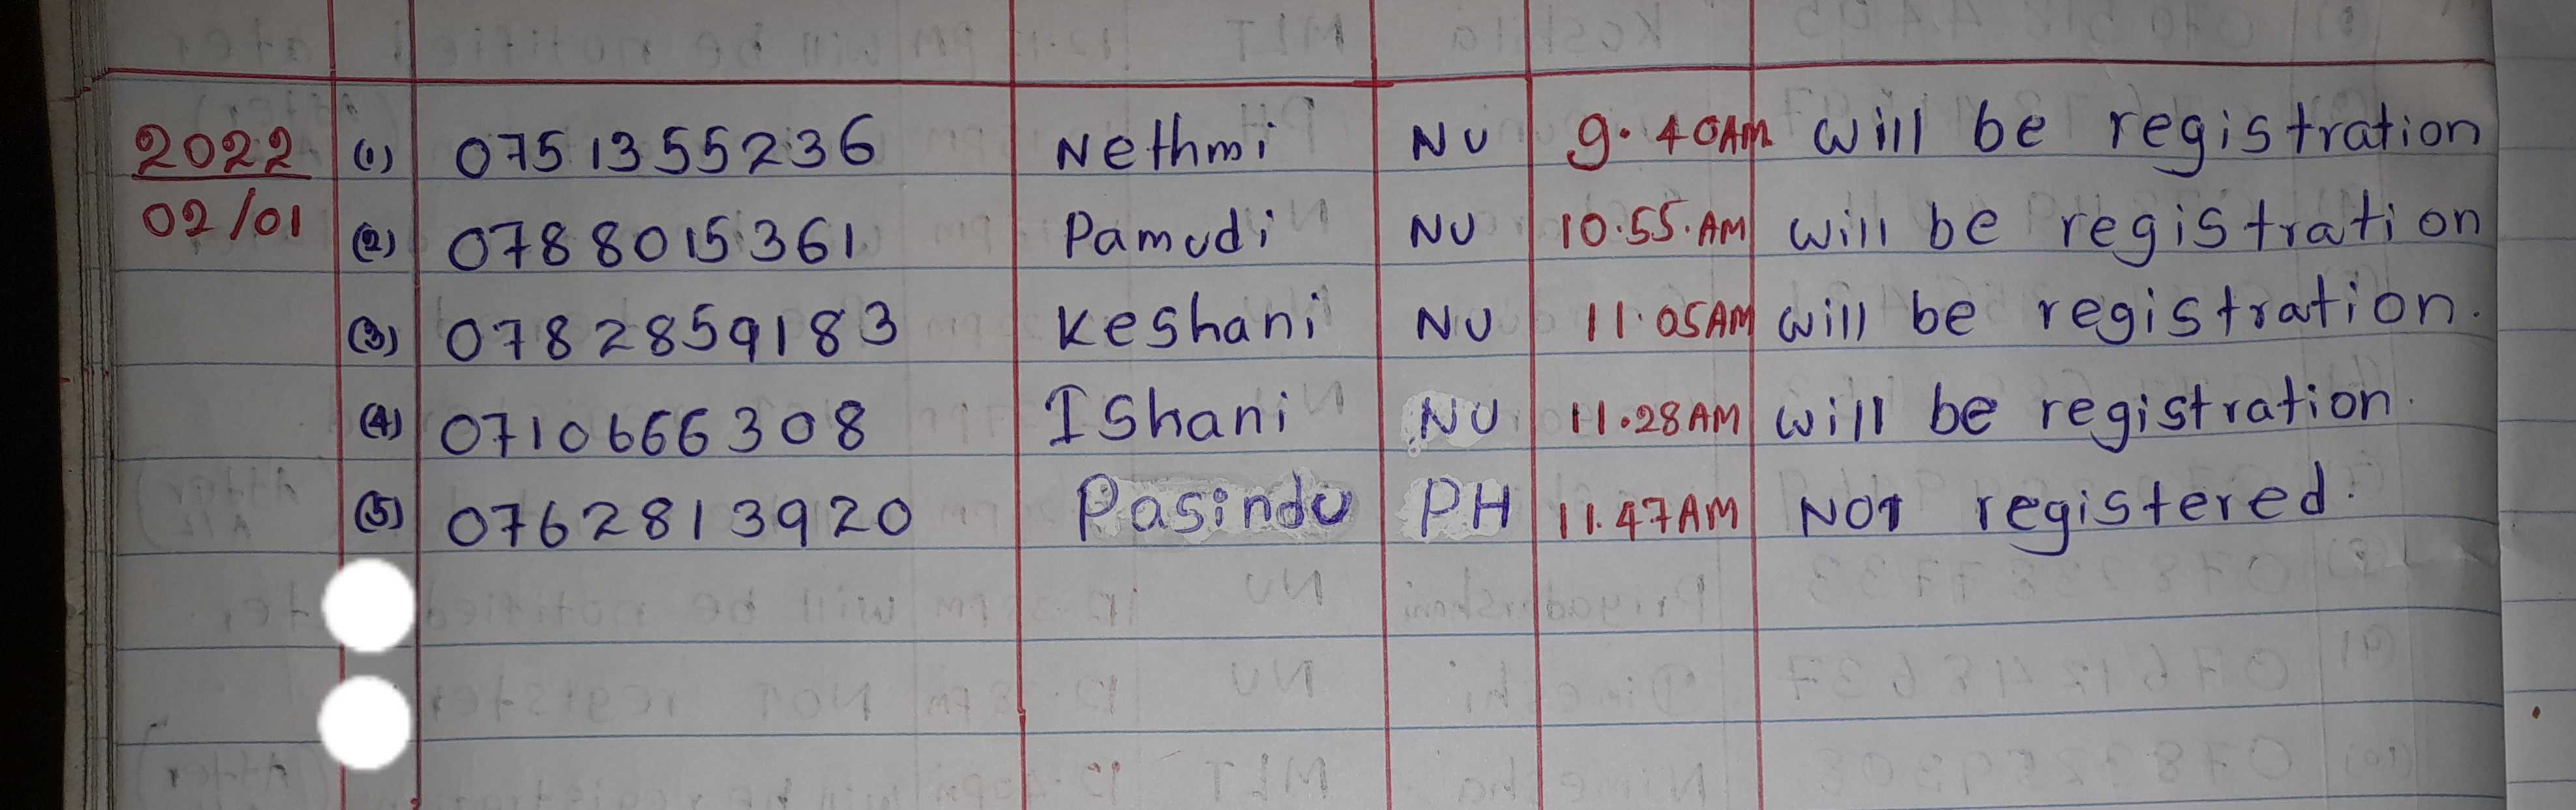 2022 (1) 0751355236 Nethmi NU 9.40AM will be registration
02/01 (2) 0788015361 Pamudi NU 10.55.AM will be registration
(3) 0782859183 Keshani NU 11.05AM will be registration.
(4) 0710666308 IShani NU 11.28AM will be registration.
(5) 0762813920 Pasindu PH 11.47AM NOT registered.